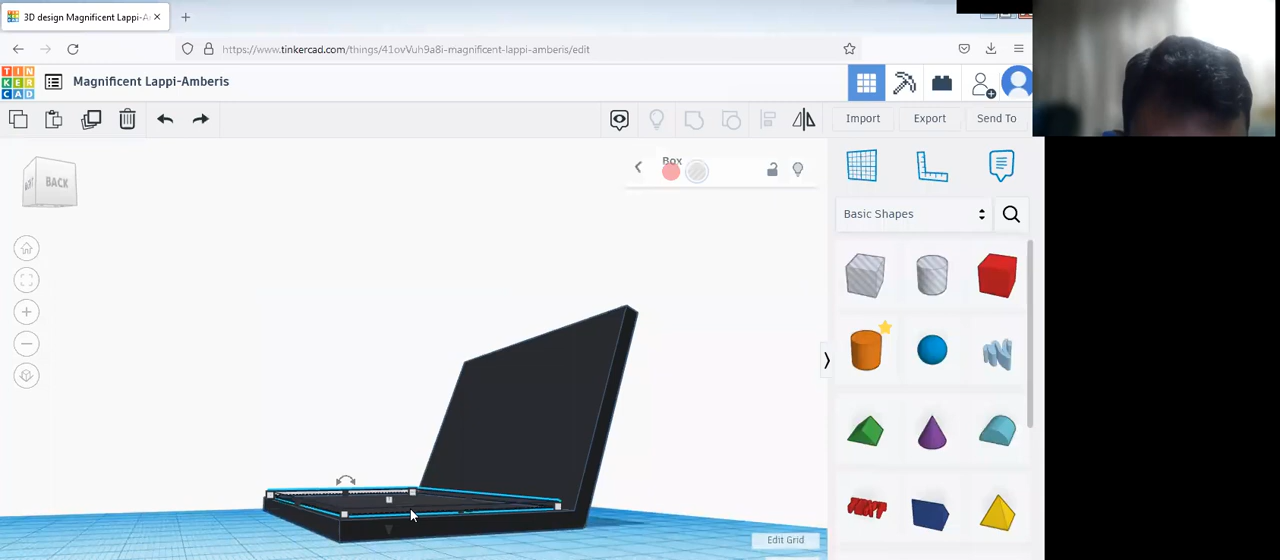 3D design Magnificent Lappi-A
https://www.tinkercad.com/things/41ovVuh9a8i-magnificent-lappi-amberis/edit
TIN
KER
CAD
Magnificent Lappi-Amberis
Import
Export
Send To
BACK
Box
Basic Shapes
TEXT
Edit Grid